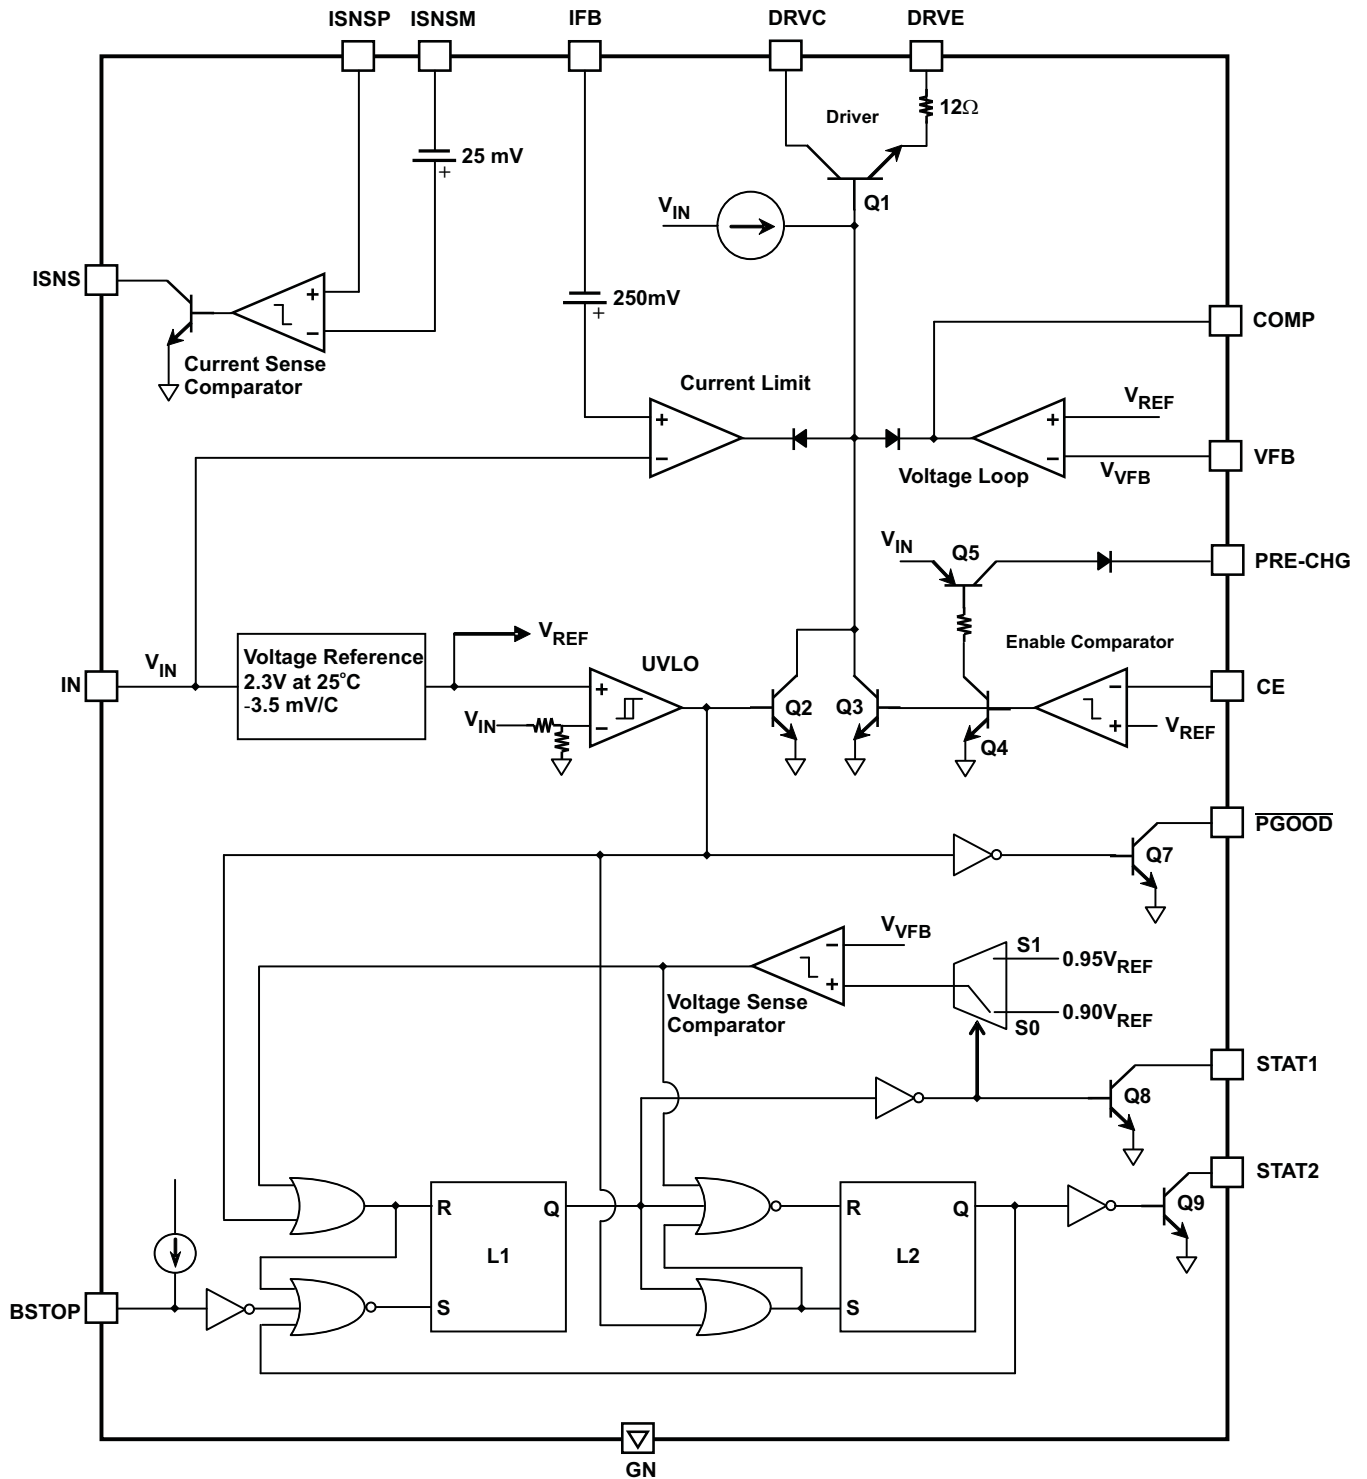 ISNSP ISNSM IFB DRVC DRVE
12Ω
Driver
25 mV
+
Q1
VIN
ISNS
+
−
250mV
+
COMP
Current Sense
Comparator
Current Limit
VREF
+
−
+
−
Voltage Loop
VVFB
VFB
VIN
Q5
PRE-CHG
Enable Comparator
VREF
UVLO
VIN
IN
Voltage Reference
2.3V at 25°C
-3.5 mV/C
+
−
VIN
Q2
Q3
Q4
−
+
CE
VREF
PGOOD
Q7
VVFB
−
+
S1
0.95VREF
Voltage Sense
Comparator
0.90VREF
S0
STAT1
Q8
STAT2
R Q
L1
S
R Q
L2
S
Q9
BSTOP
GN